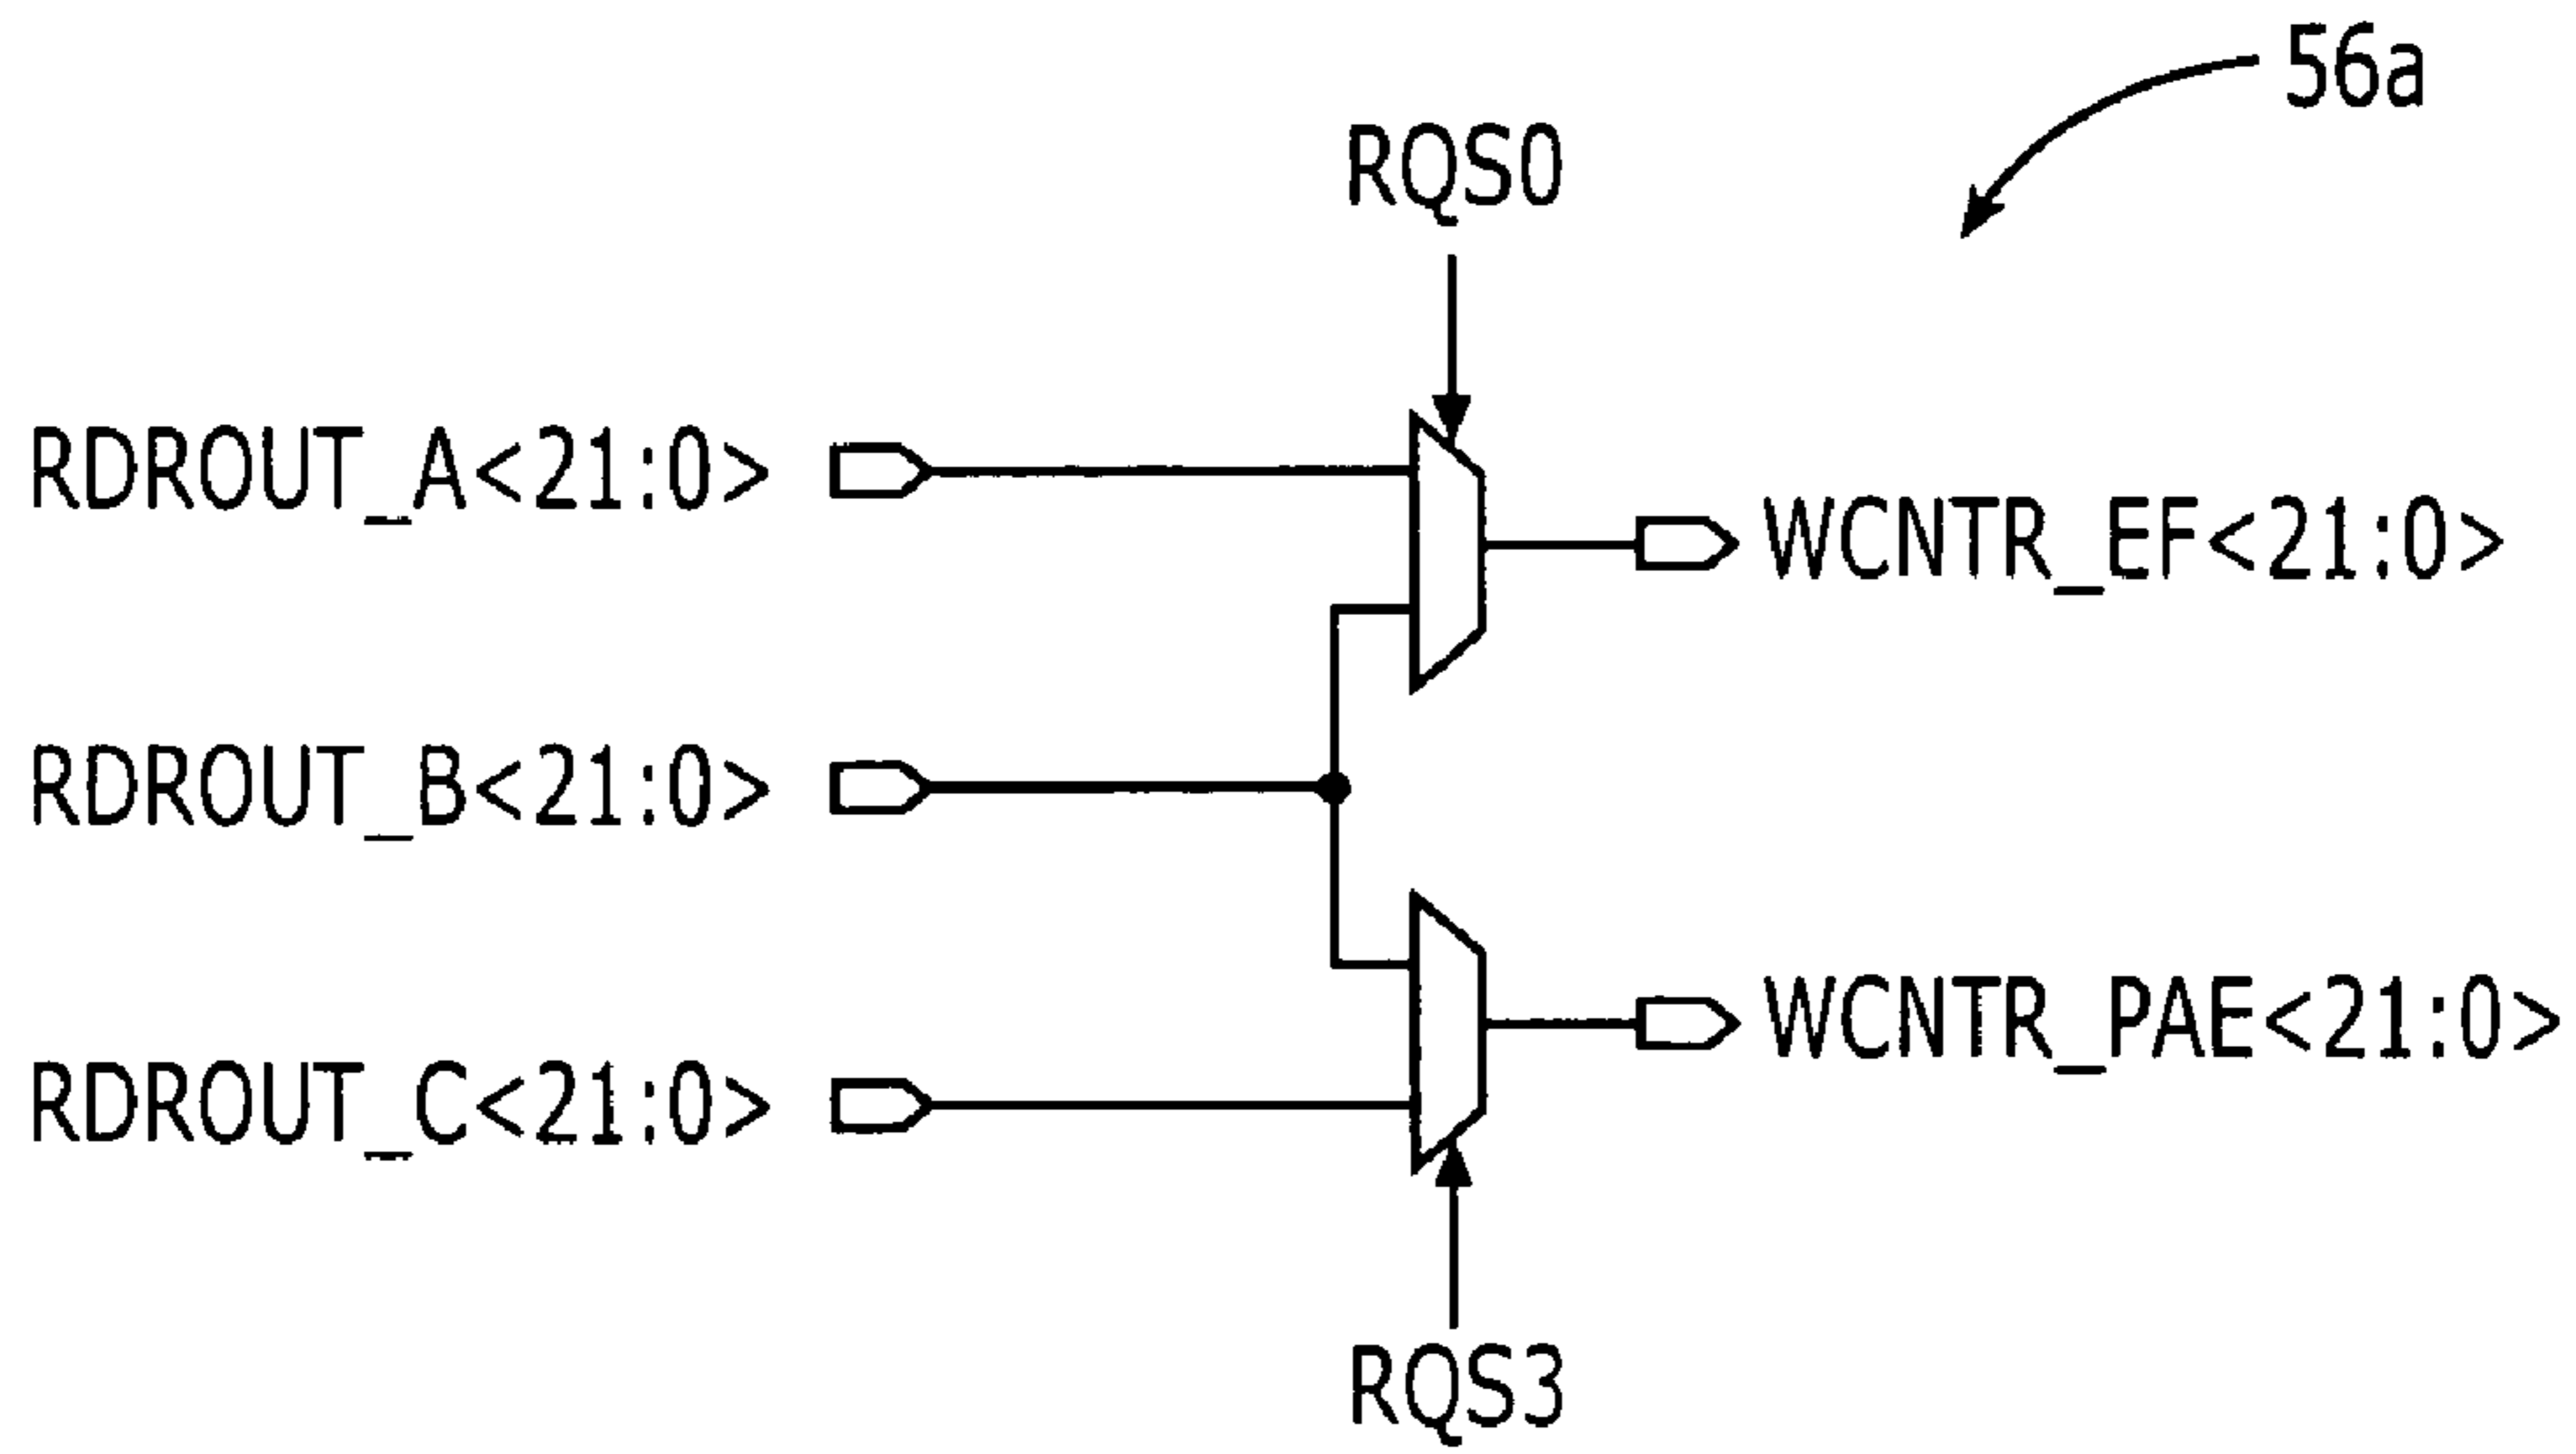 56a
RQS0
RDROUT_A<21:0>
WCNTR_EF<21:0>
RDROUT_B<21:0>
WCNTR_PAE<21:0>
RDROUT_C<21:0>
RQS3